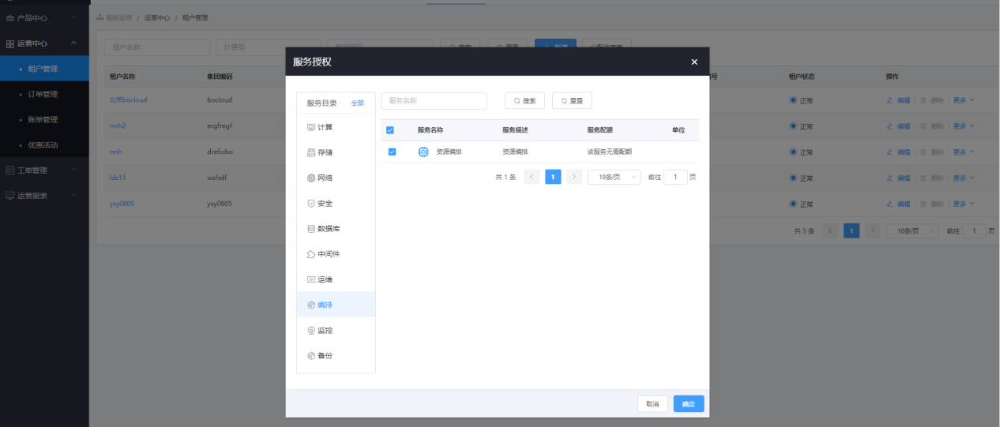 产品中心
服务运营 / 运营中心 / 租户管理
运营中心
租户名称 计费号 集团编码 搜索 重置 新建
租户管理
服务授权
租户名称 集团编码 号 租户状态 操作
订单管理
北京bocloud bocloud 正常 编辑 删除 更多
服务目录 全部 服务名称 搜索 重置
账单管理
rmh2 ergfregf 正常 编辑 删除 更多
计算 服务名称 服务描述 服务配额 单位
优惠活动
rmh drefcdvc 正常 编辑 删除 更多
存储 资源编排 资源编排 该服务无需配额
工单管理
ldz11 wsfsdf 正常 编辑 删除 更多
网络 共 1 条 1 10条/页 前往 1 页
运营报表
ysy0805 ysy0805 正常 编辑 删除 更多
安全
数据库
共 5 条 1 10条/页 前往 1 页
中间件
运维
编排
监控
备份
取消 确定